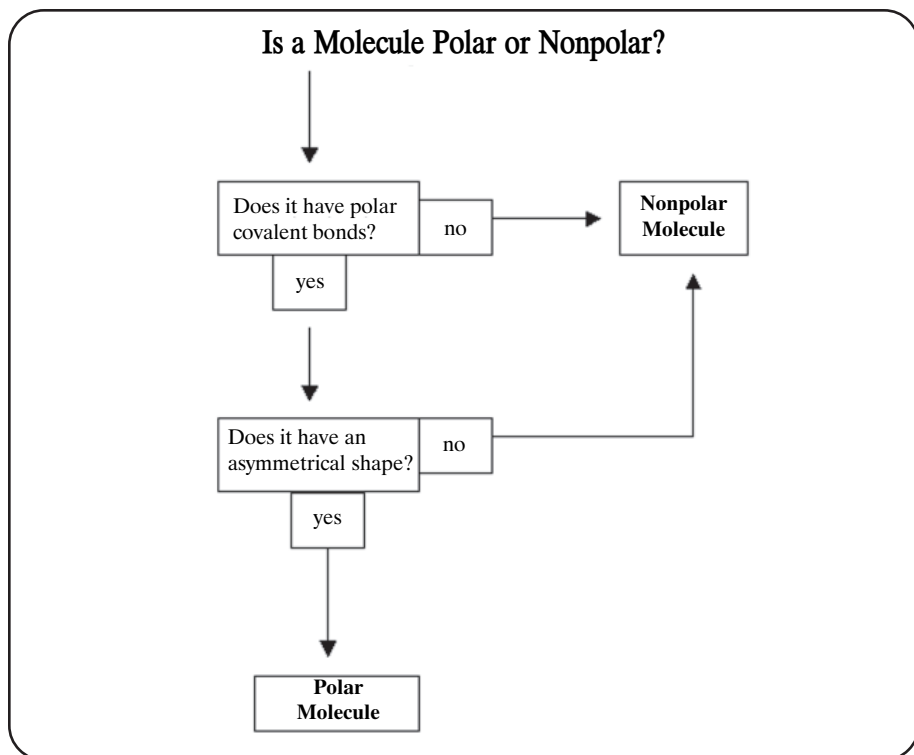 Is a Molecule Polar or Nonpolar?
Does it have polar
covalent bonds?
no
Nonpolar
Molecule
yes
Does it have an
asymmetrical shape?
no
yes
Polar
Molecule